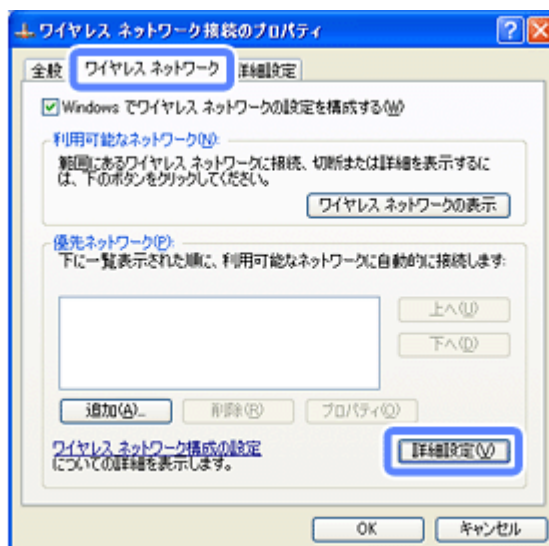 ワイヤレス ネットワーク接続のプロパティ
全般 ワイヤレス ネットワーク 詳細設定
Windows でワイヤレス ネットワークの設定を構成する(W)
利用可能なネットワーク(N):
範囲にあるワイヤレス ネットワークに接続、切断または詳細を表示するに
は、下のボタンをクリックしてください。
ワイヤレス ネットワークの表示
優先ネットワーク(P):
下に一覧表示された順に、利用可能なネットワークに自動的に接続します:
上へ(U)
下へ(D)
追加(A)... 削除(R) プロパティ(O)
ワイヤレス ネットワーク構成の設定
についての詳細を表示します。
詳細設定(V)
OK キャンセル